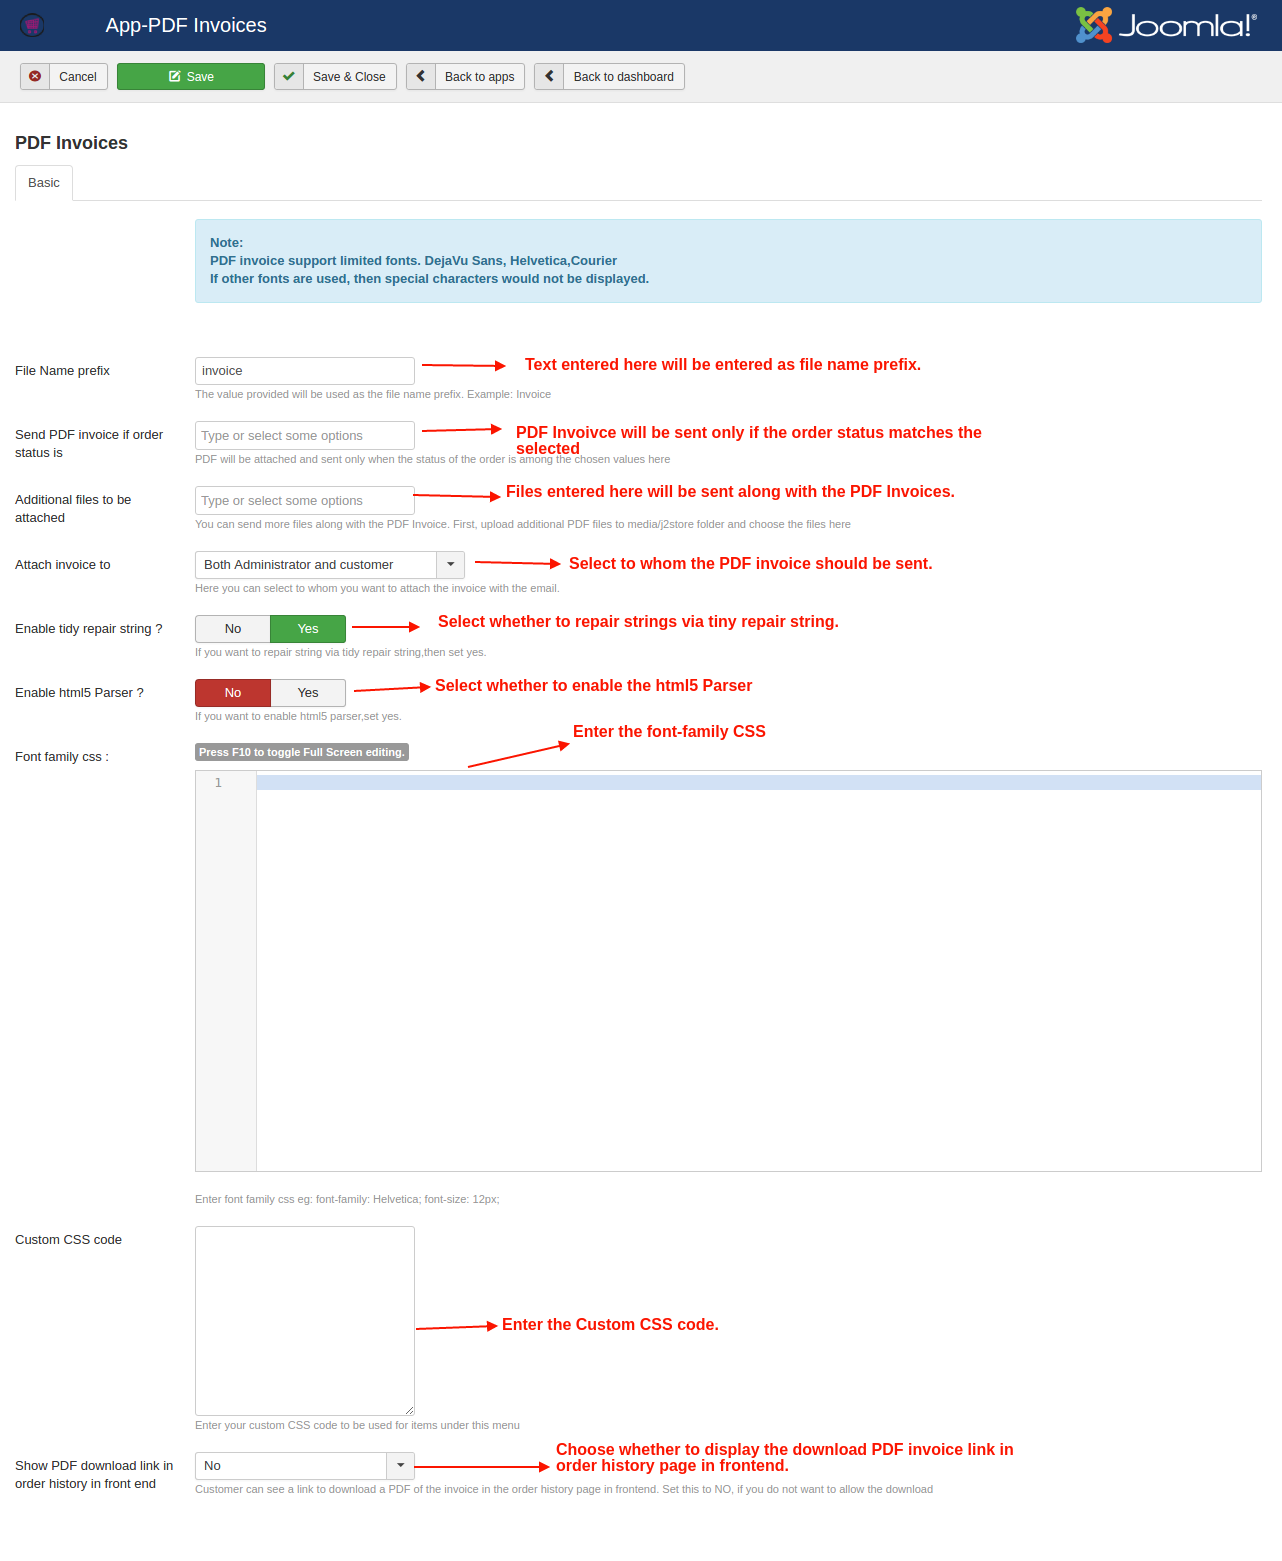 App-PDF Invoices
Joomla!®
Cancel
Save
Save & Close
Back to apps
Back to dashboard
PDF Invoices
Basic
Note:
PDF invoice support limited fonts. DejaVu Sans, Helvetica,Courier
If other fonts are used, then special characters would not be displayed.
File Name prefix
invoice
Text entered here will be entered as file name prefix.
The value provided will be used as the file name prefix. Example: Invoice
Send PDF invoice if order
status is
Type or select some options
PDF Invoivce will be sent only if the order status matches the
selected
PDF will be attached and sent only when the status of the order is among the chosen values here
Additional files to be
attached
Type or select some options
Files entered here will be sent along with the PDF Invoices.
You can send more files along with the PDF Invoice. First, upload additional PDF files to media/j2store folder and choose the files here
Attach invoice to
Both Administrator and customer
Select to whom the PDF invoice should be sent.
Here you can select to whom you want to attach the invoice with the email.
Enable tidy repair string ?
No
Yes
Select whether to repair strings via tiny repair string.
If you want to repair string via tidy repair string,then set yes.
Enable html5 Parser ?
No
Yes
Select whether to enable the html5 Parser
If you want to enable html5 parser,set yes.
Font family css :
Press F10 to toggle Full Screen editing.
Enter the font-family CSS
1
Enter font family css eg: font-family: Helvetica; font-size: 12px;
Custom CSS code
Enter the Custom CSS code.
Enter your custom CSS code to be used for items under this menu
Show PDF download link in
order history in front end
No
Choose whether to display the download PDF invoice link in
order history page in frontend.
Customer can see a link to download a PDF of the invoice in the order history page in frontend. Set this to NO, if you do not want to allow the download